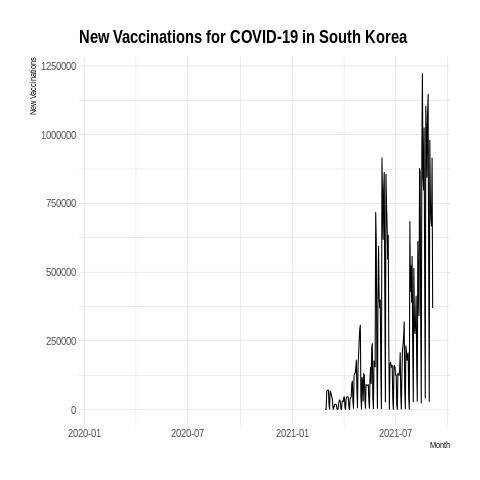 New Vaccinations for COVID-19 in South Korea
New Vaccinations
1250000
1000000
750000
500000
250000
0
2020-01 2020-07 2021-01 2021-07
Month